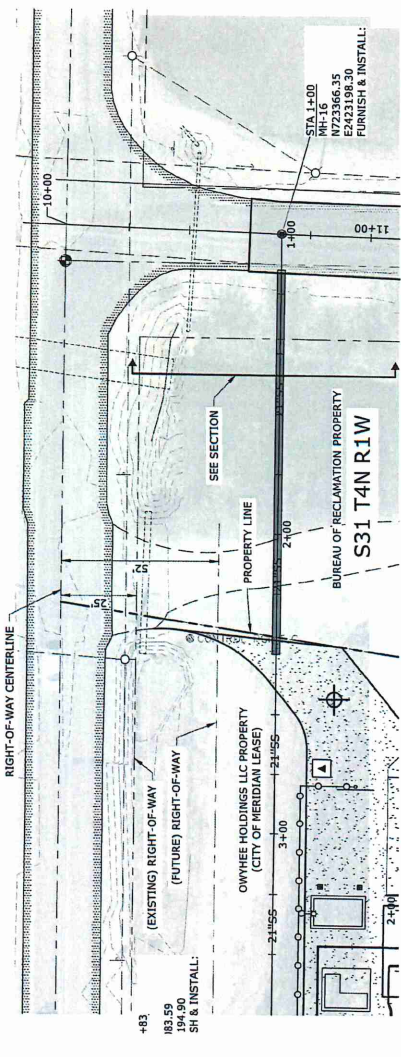 RIGHT-OF-WAY CENTERLINE
10+00
25'
52'
(EXISTING) RIGHT-OF-WAY
(FUTURE) RIGHT-OF-WAY
SEE SECTION
PROPERTY LINE
STA 1+00
MH-16
N723366.35
E2423198.30
FURNISH & INSTALL:
1+00
11+00
2+00
BUREAU OF RECLAMATION PROPERTY
S31 T4N R1W
OWYHEE HOLDINGS LLC PROPERTY
(CITY OF MERIDIAN LEASE)
21"SS
3+00
21"SS
2+00
+83
183.59
194.90
SH & INSTALL: